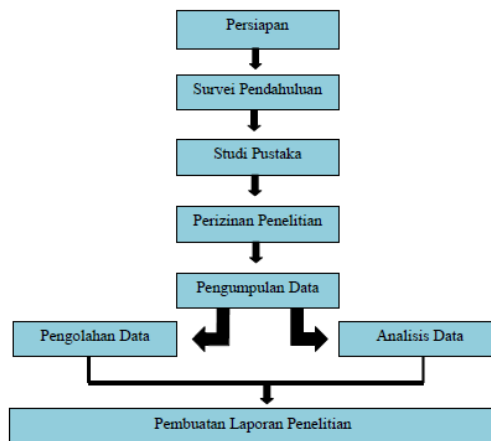 Persiapan
Survei Pendahuluan
Studi Pustaka
Perizinan Penelitian
Pengumpulan Data
Pengolahan Data
Analisis Data
Pembuatan Laporan Penelitian